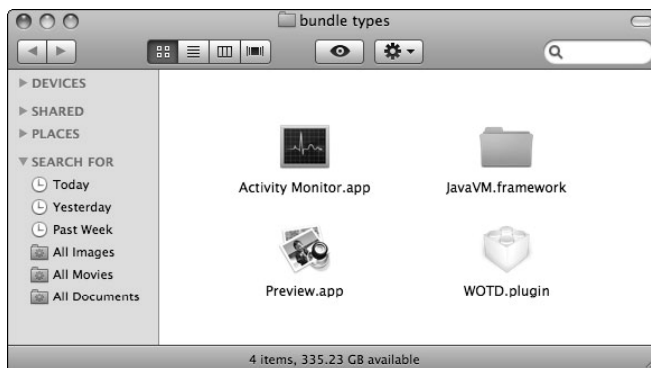 bundle types
DEVICES
SHARED
PLACES
SEARCH FOR
Today
Yesterday
Past Week
All Images
All Movies
All Documents
Activity Monitor.app
JavaVM.framework
Preview.app
WOTD.plugin
4 items, 335.23 GB available